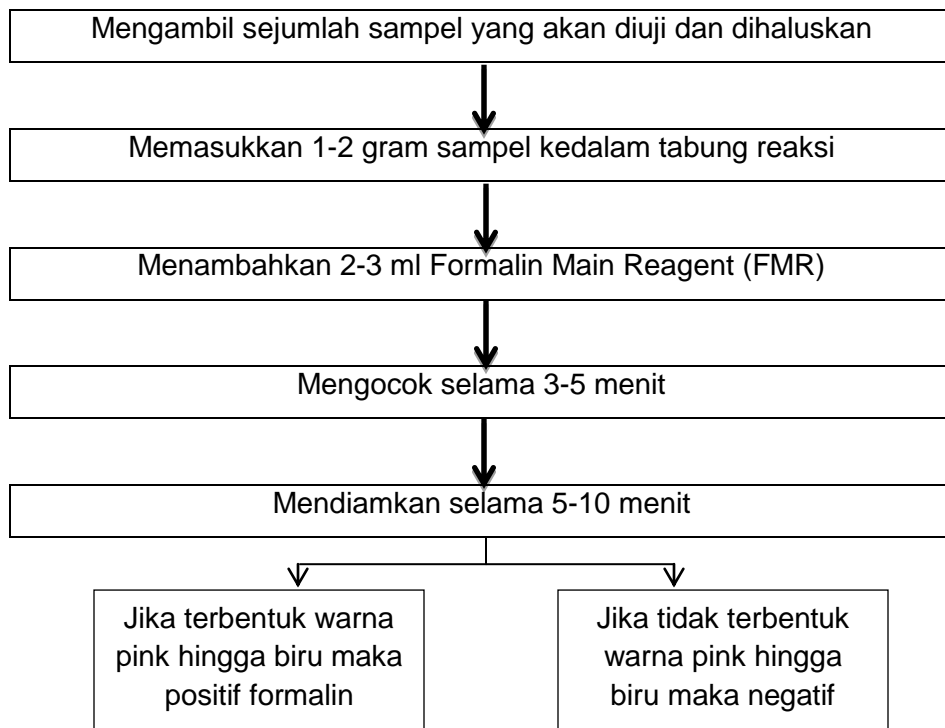 Mengambil sejumlah sampel yang akan diuji dan dihaluskan
Memasukkan 1-2 gram sampel kedalam tabung reaksi
Menambahkan 2-3 ml Formalin Main Reagent (FMR)
Mengocok selama 3-5 menit
Mendiamkan selama 5-10 menit
Jika terbentuk warna
pink hingga biru maka
positif formalin
Jika tidak terbentuk
warna pink hingga
biru maka negatif